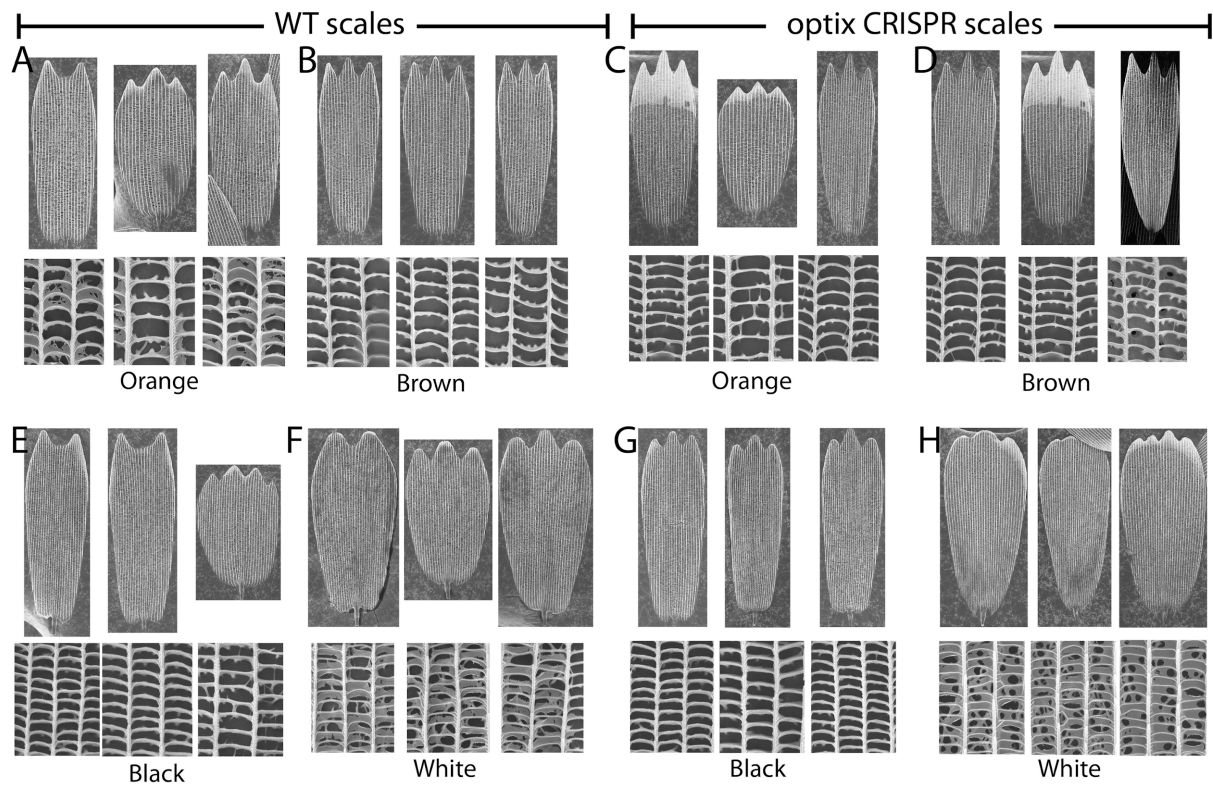 WT scales
optix CRISPR scales
A
B
C
D
Orange
Brown
Orange
Brown
E
F
G
H
Black
White
Black
White